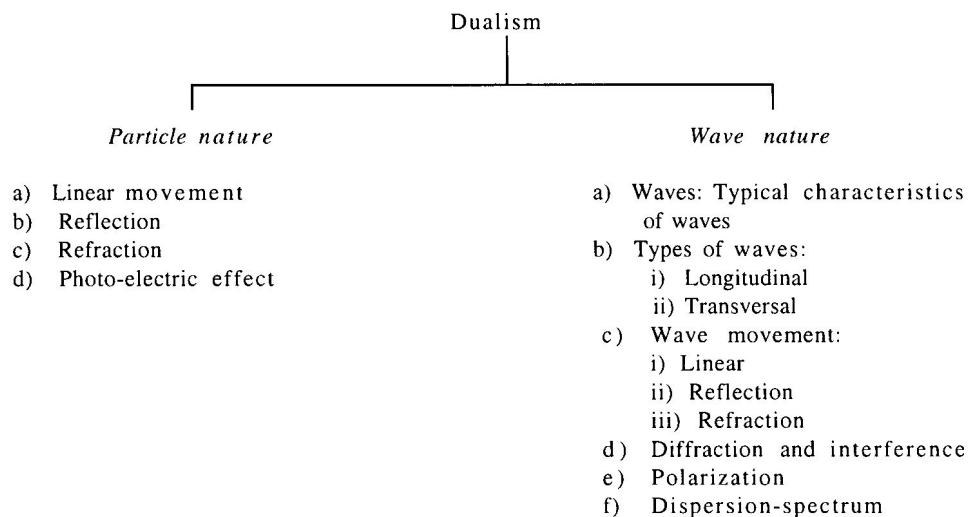 Dualism
Particle nature
a) Linear movement
b) Reflection
c) Refraction
d) Photo-electric effect
Wave nature
a) Waves: Typical characteristics
of waves
b) Types of waves:
i) Longitudinal
ii) Transversal
c) Wave movement:
i) Linear
ii) Reflection
iii) Refraction
d) Diffraction and interference
e) Polarization
f) Dispersion-spectrum